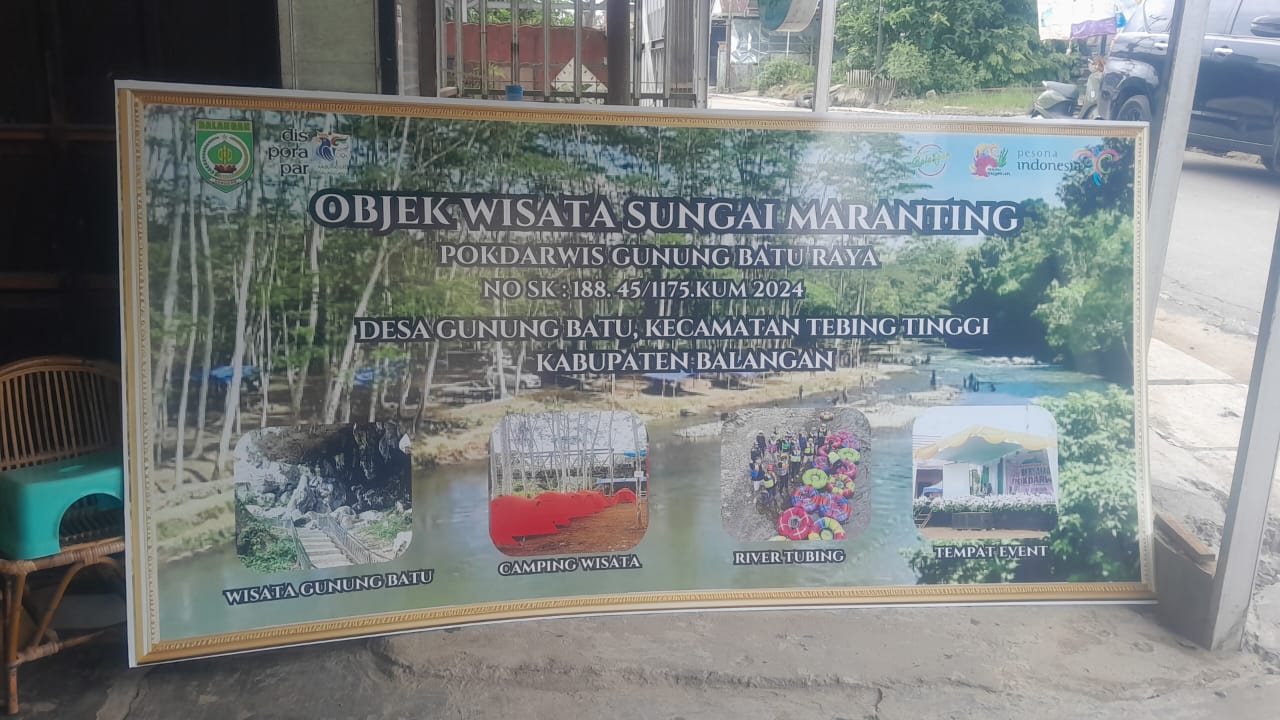 BALANGAN
dis
pora
par
pesona
indonesia
OBJEK WISATA SUNGAI MARANTING
POKDARWIS GUNUNG BATU RAYA
NO SK : 188. 45/1175.KUM 2024
DESA GUNUNG BATU, KECAMATAN TEBING TINGGI
KABUPATEN BALANGAN
WISATA GUNUNG BATU
CAMPING WISATA
RIVER TUBING
TEMPAT EVENT